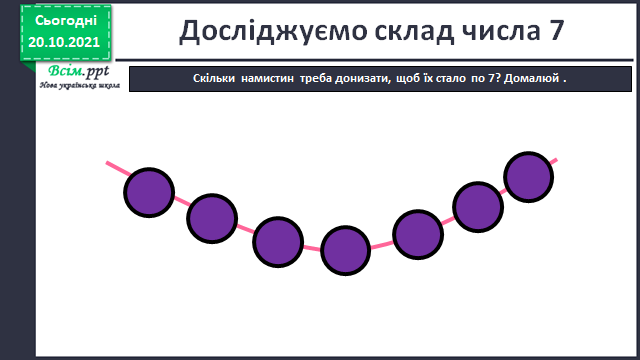 Сьогодні
20.10.2021
Всім.ppt
Нова українська школа
Досліджуємо склад числа 7
Скільки намистин треба донизати, щоб їх стало по 7? Домалюй .